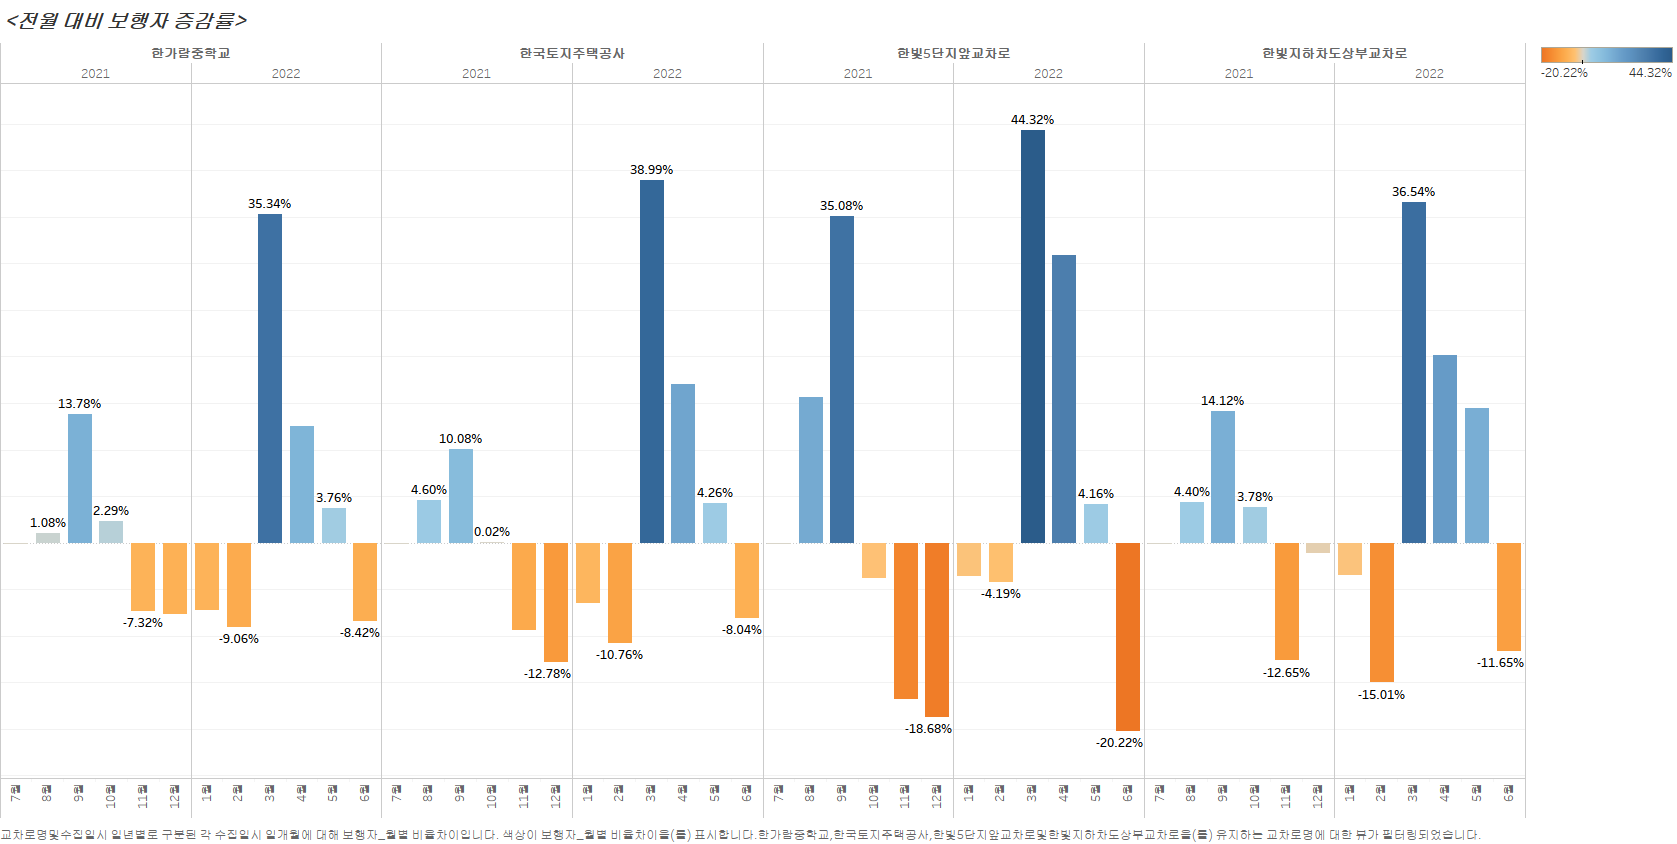 <전월 대비 보행자 증감률>
한가람중학교 한국토지주택공사 한빛5단지앞교차로 한빛지하차도상부교차로
2021 2022 2021 2022 2021 2022 2021 2022
-20.22% 44.32%
44.32%
38.99%
36.54%
35.34% 35.08%
13.78% 14.12%
10.08%
4.60% 4.26% 4.16% 4.40% 3.78%
1.08% 2.29% 3.76% 0.02%
-7.32% -9.06% -8.42% -12.78% -10.76% -8.04% -18.68% -4.19% -20.22% -12.65% -15.01% -11.65%
7월 8월 9월 10월 11월 12월 1월 2월 3월 4월 5월 6월 7월 8월 9월 10월 11월 12월 1월 2월 3월 4월 5월 6월 7월 8월 9월 10월 11월 12월 1월 2월 3월 4월 5월 6월 7월 8월 9월 10월 11월 12월 1월 2월 3월 4월 5월 6월
교차로명및수집일시 일년별로 구분된 각 수집일시 일개월에 대해 보행자_월별 비율차이입니다. 색상이 보행자_월별 비율차이을(를) 표시합니다.한가람중학교,한국토지주택공사,한빛5단지앞교차로및한빛지하차도상부교차로을(를) 유지하는 교차로명에 대한 뷰가 필터링되었습니다.